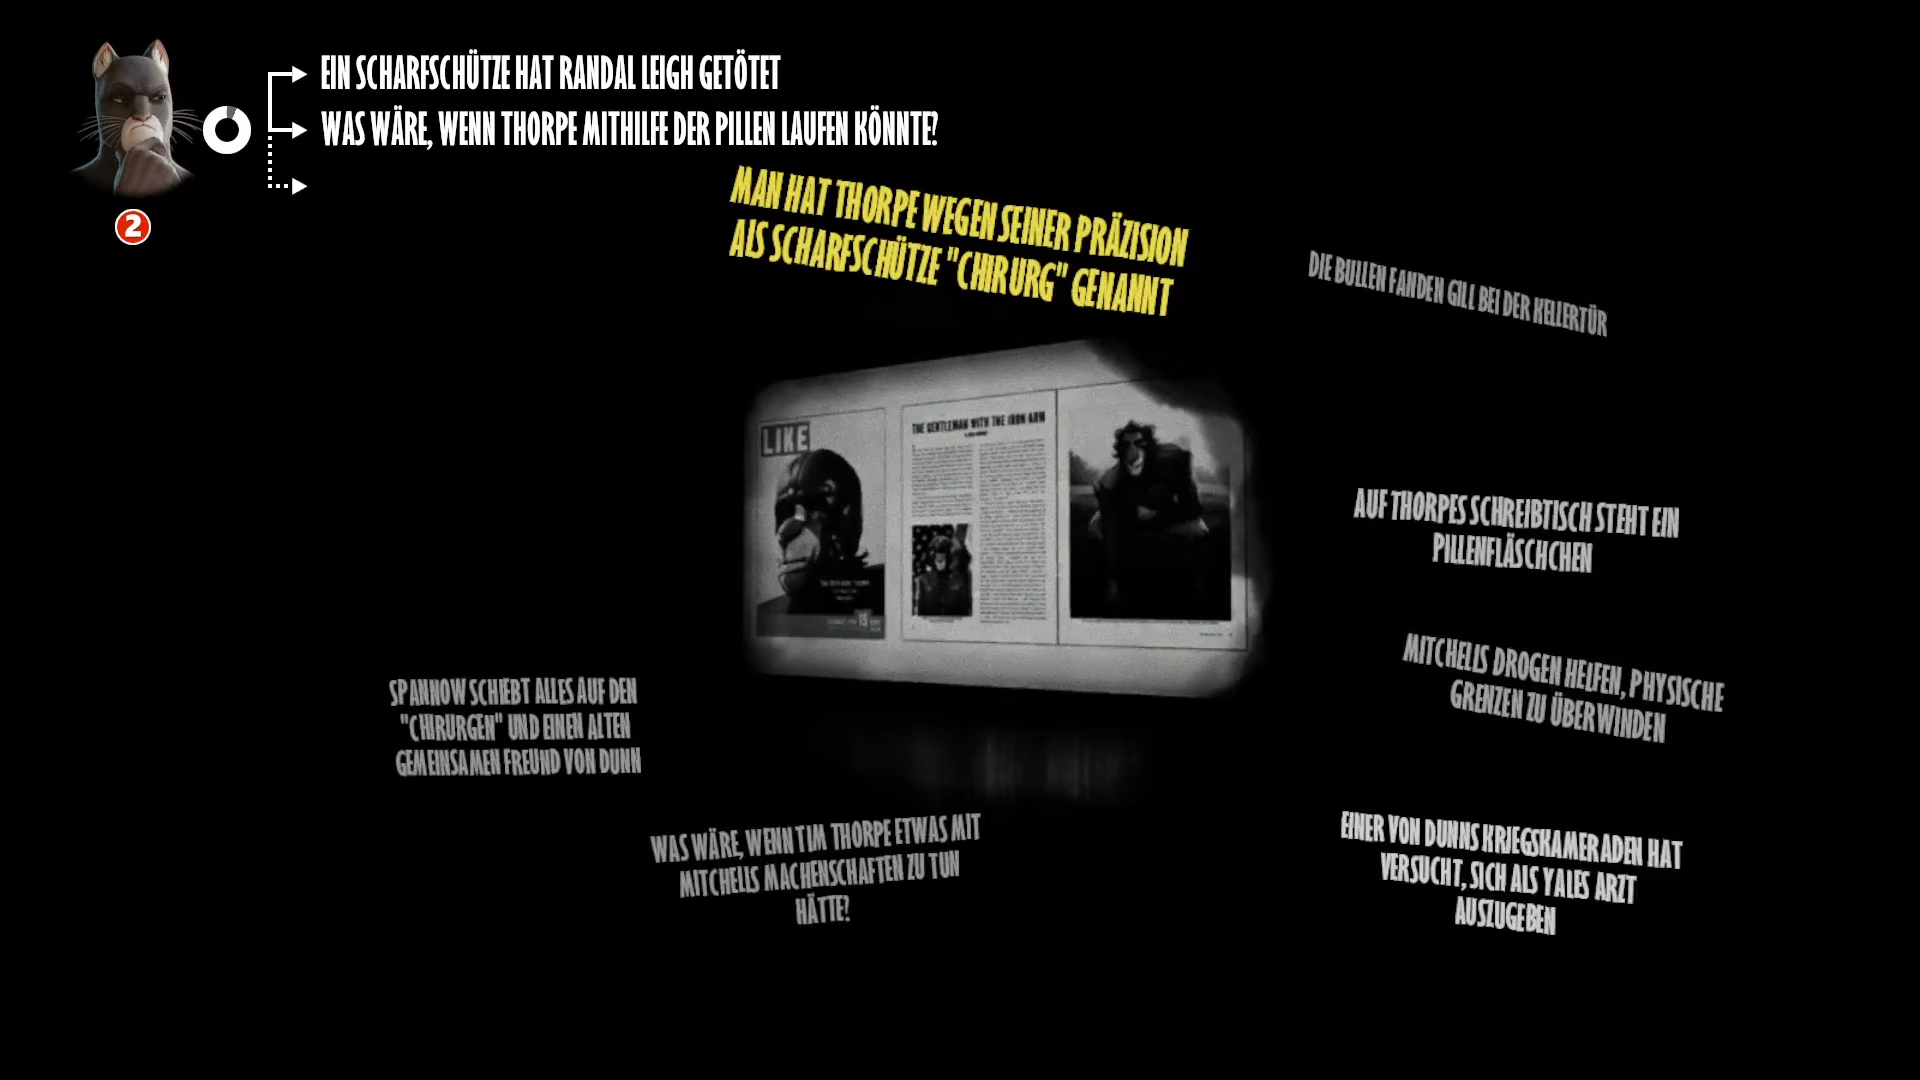 EIN SCHARFSCHÜTZE HAT RANDAL LEIGH GETÖTET
WAS WÄRE, WENN THORPE MITHILFE DER PILLEN LAUFEN KÖNNTE?
2
MAN HAT THORPE WEGEN SEINER PRÄZISION
ALS SCHARFSCHÜTZE "CHIRURG" GENANNT
DIE BULLEN FANDEN GILL BEI DER KELLERTÜR
LIKE
THE GENTLEMAN WITH THE IRON ARM
15
AUF THORPES SCHREIBTISCH STEHT EIN
PILLENFLÄSCHCHEN
MITCHELLS DROGEN HELFEN, PHYSISCHE
GRENZEN ZU ÜBERWINDEN
SPANNOW SCHIEBT ALLES AUF DEN
"CHIRURGEN" UND EINEN ALTEN
GEMEINSAMEN FREUND VON DUNN
WAS WÄRE, WENN TIM THORPE ETWAS MIT
MITCHELLS MACHENSCHAFTEN ZU TUN
HÄTTE?
EINER VON DUNNS KRIEGSKAMERADEN HAT
VERSUCHT, SICH ALS YALES ARZT
AUSZUGEBEN